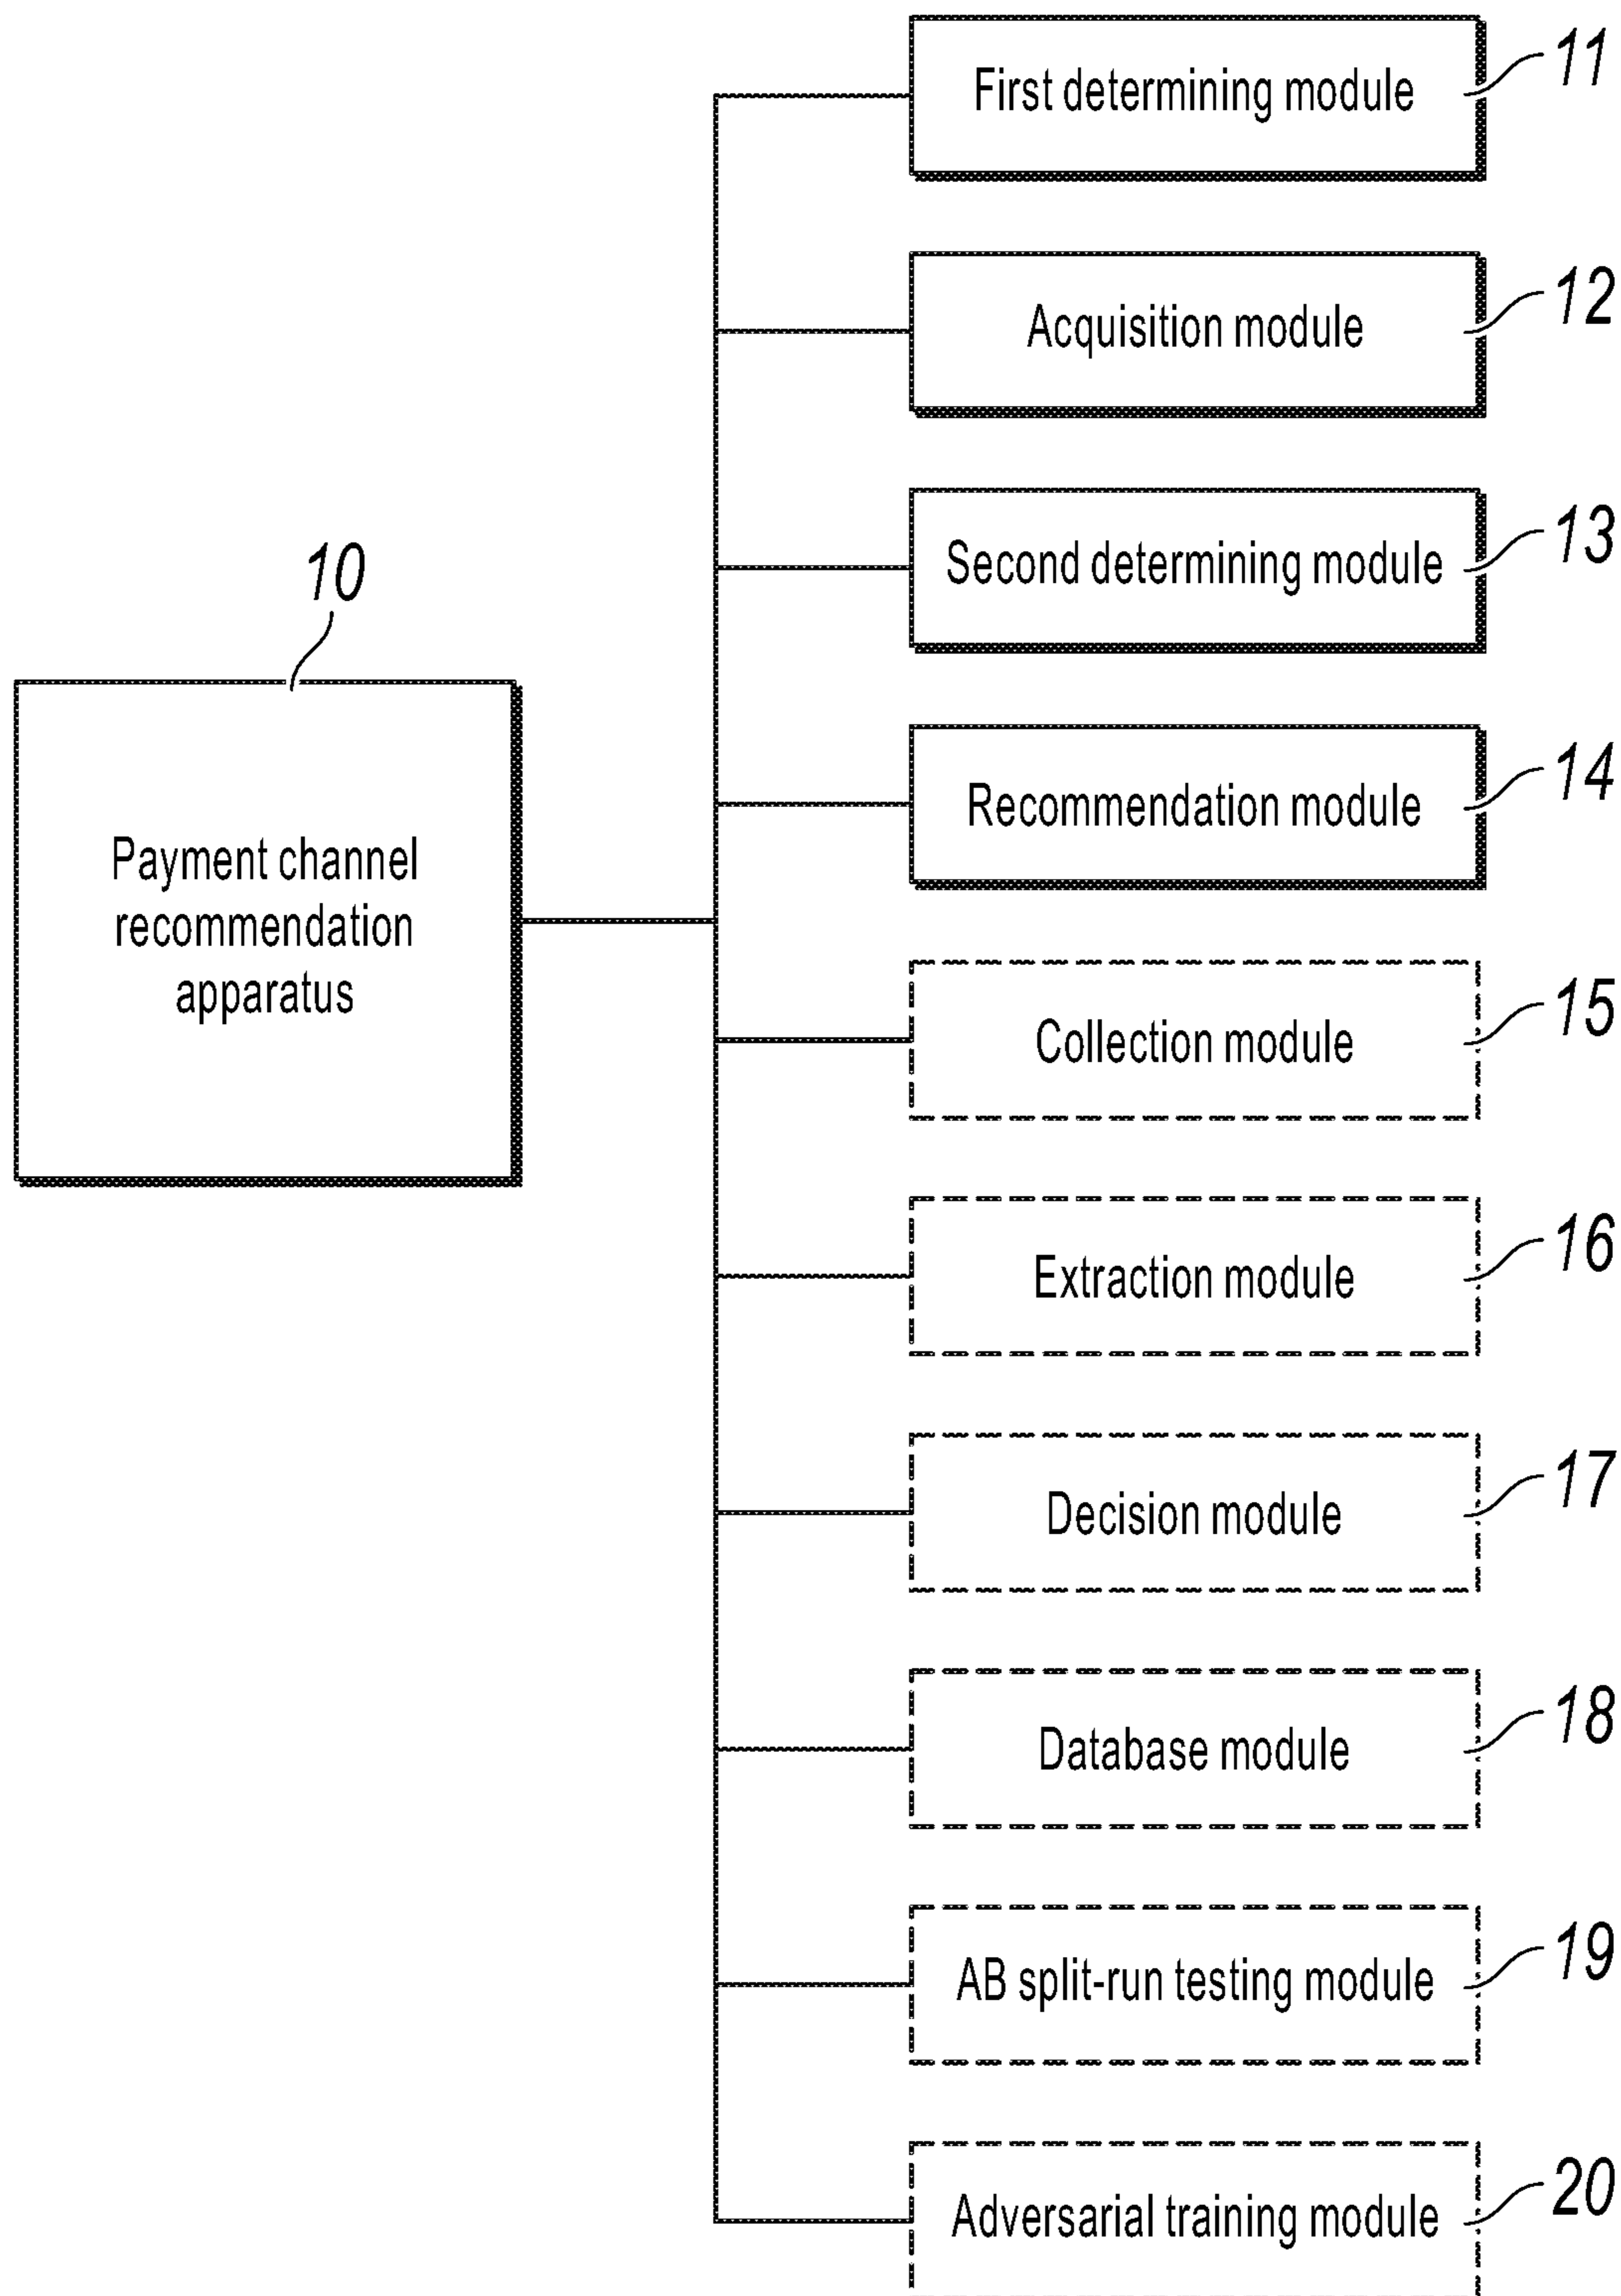 10
Payment channel
recommendation
apparatus
First determining module
11
Acquisition module
12
Second determining module
13
Recommendation module
14
Collection module
15
Extraction module
16
Decision module
17
Database module
18
AB split-run testing module
19
Adversarial training module
20